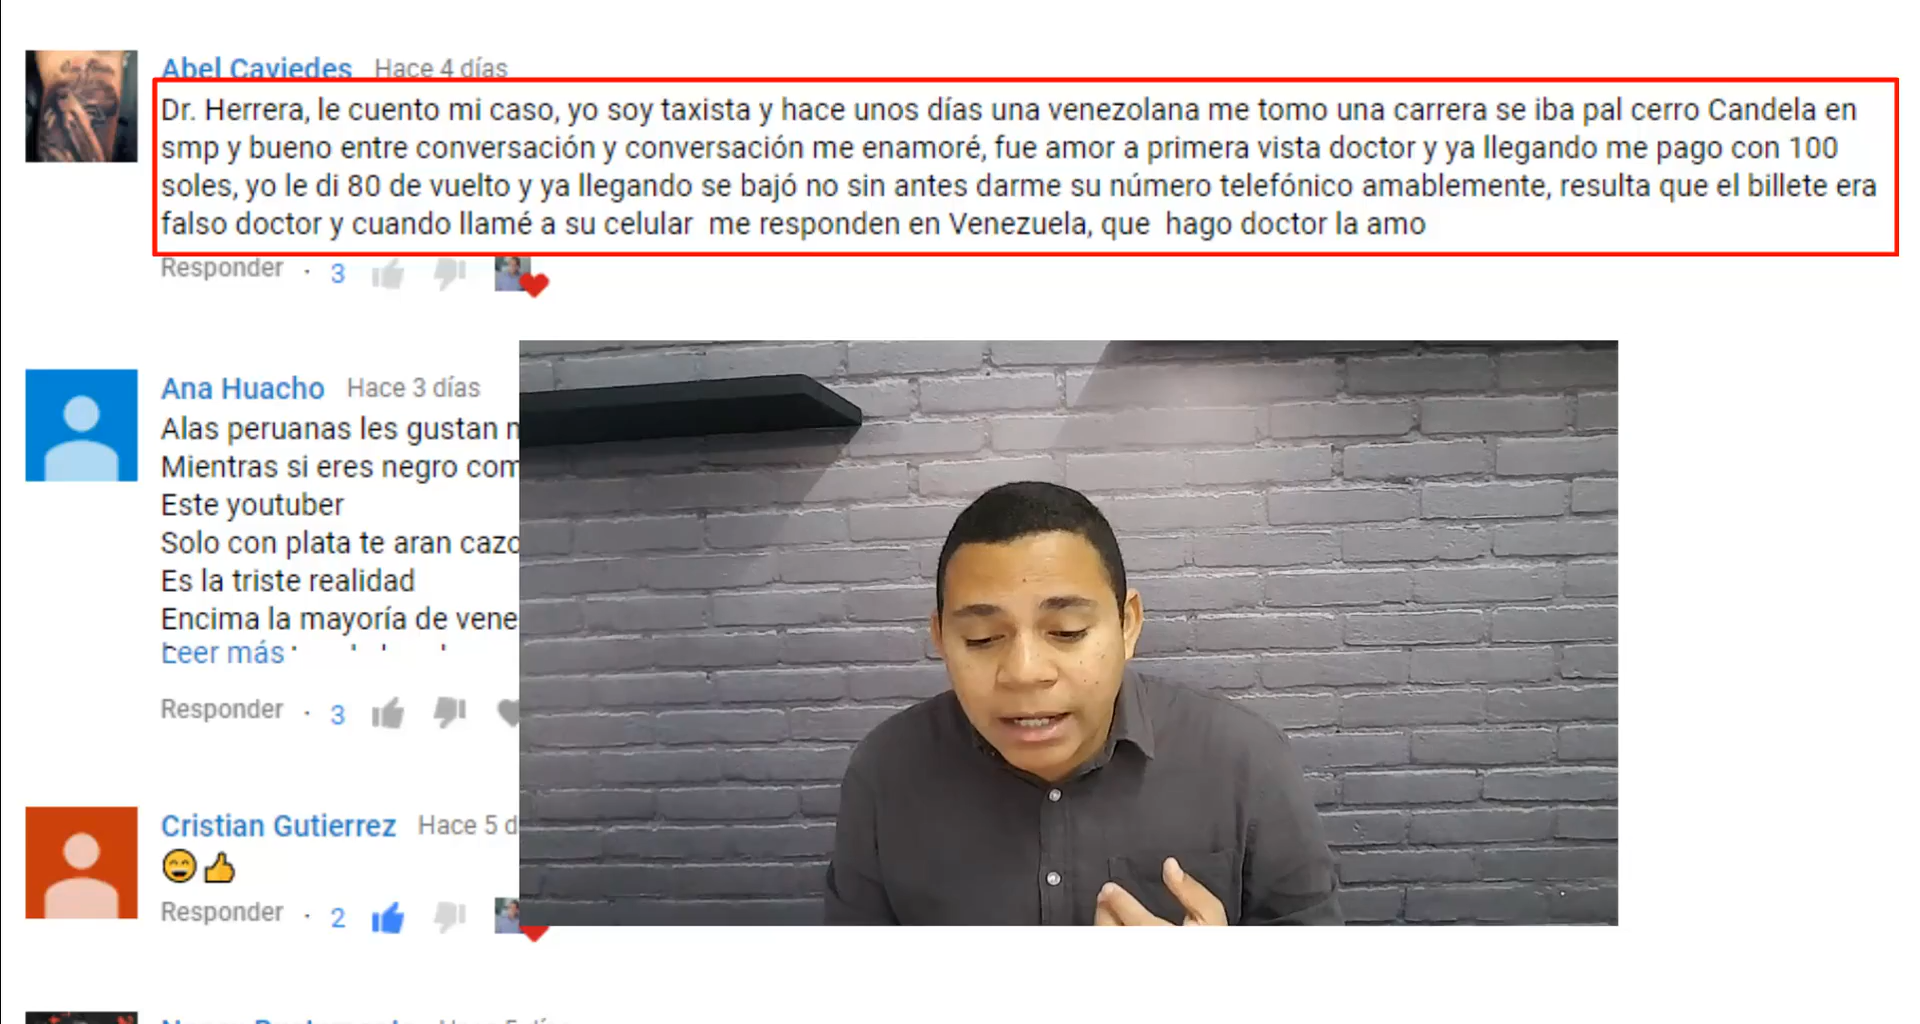 Abel Caviedes Hace 4 días
Dr. Herrera, le cuento mi caso, yo soy taxista y hace unos días una venezolana me tomo una carrera se iba pal cerro Candela en
smp y bueno entre conversación y conversación me enamoré, fue amor a primera vista doctor y ya llegando me pago con 100
soles, yo le di 80 de vuelto y ya llegando se bajó no sin antes darme su número telefónico amablemente, resulta que el billete era
falso doctor y cuando llamé a su celular me responden en Venezuela, que hago doctor la amo
Responder · 3
Ana Huacho Hace 3 días
Alas peruanas les gustan
Mientras si eres negro com
Este youtuber
Solo con plata te aran cazo
Es la triste realidad
Encima la mayoría de vene
Leer más
Responder · 3
Cristian Gutierrez Hace 5 d
😄👍
Responder · 2